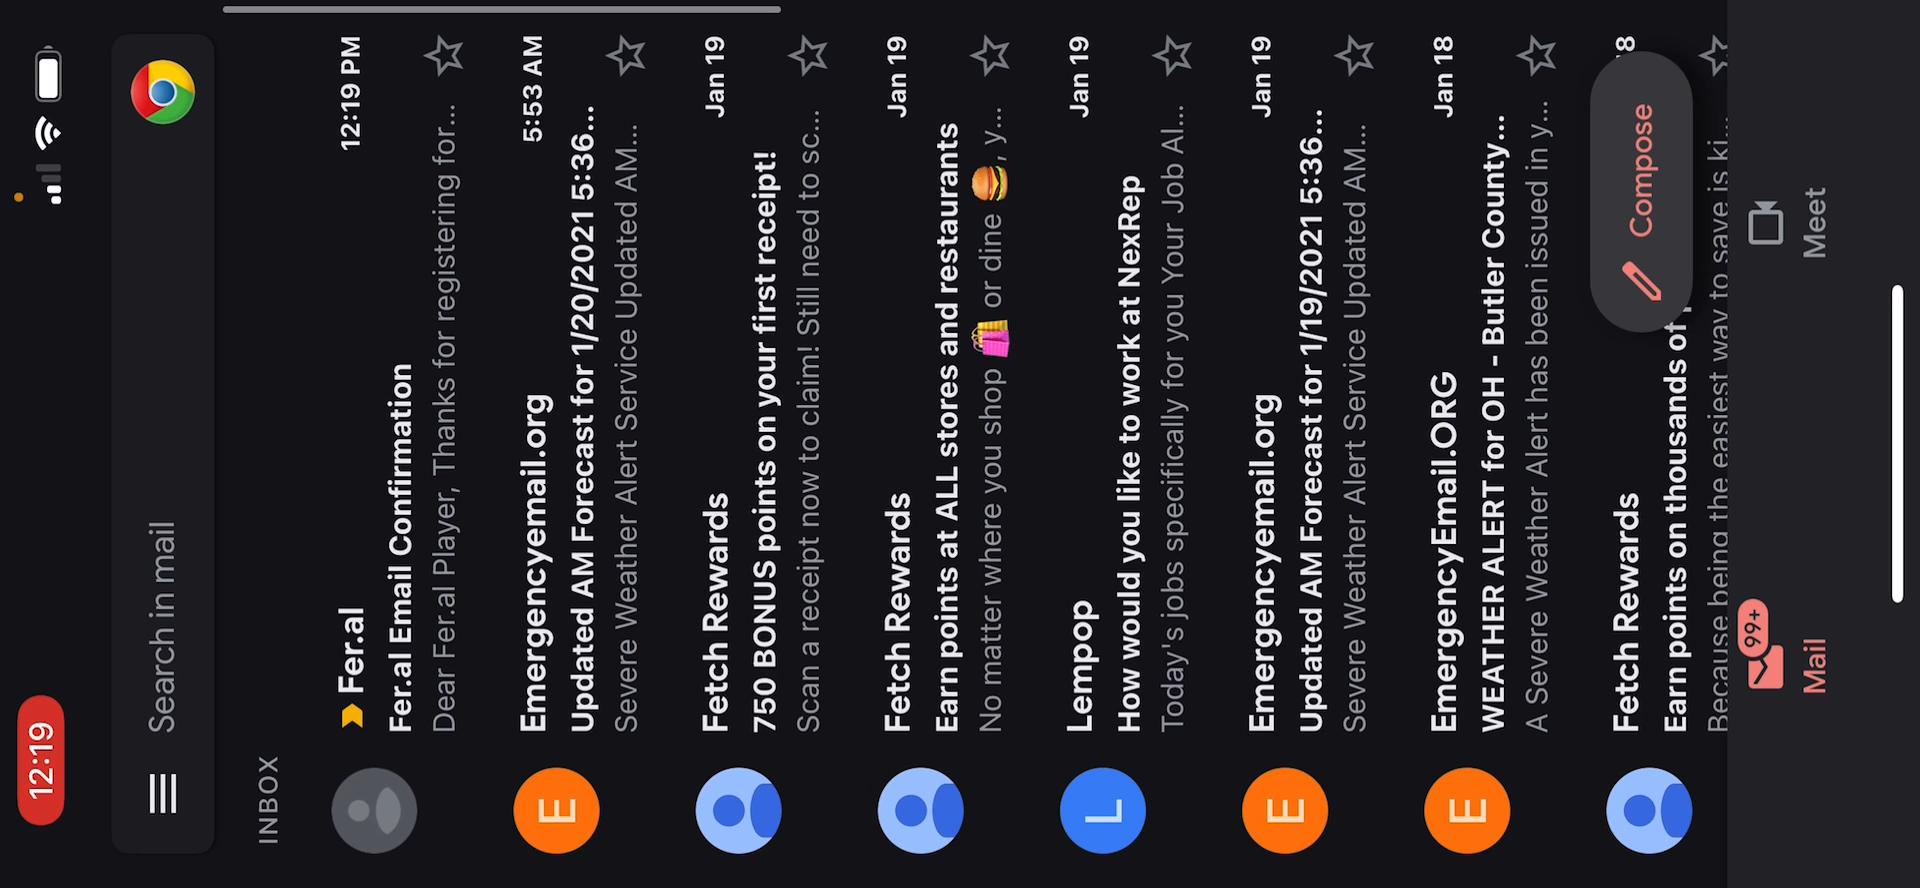 12:19
Search in mail
INBOX
Fer.al
12:19 PM
Fer.al Email Confirmation
Dear Fer.al Player, Thanks for registering for...
E
Emergencyemail.org
5:53 AM
Updated AM Forecast for 1/20/2021 5:36...
Severe Weather Alert Service Updated AM...
Fetch Rewards
Jan 19
750 BONUS points on your first receipt!
Scan a receipt now to claim! Still need to sc...
Fetch Rewards
Jan 19
Earn points at ALL stores and restaurants
No matter where you shop 🛍️ or dine 🍔, y...
L
Lempop
Jan 19
How would you like to work at NexRep
Today's jobs specifically for you Your Job Al...
E
Emergencyemail.org
Jan 19
Updated AM Forecast for 1/19/2021 5:36...
Severe Weather Alert Service Updated AM...
E
EmergencyEmail.ORG
Jan 18
WEATHER ALERT for OH - Butler County...
A Severe Weather Alert has been issued in y...
Fetch Rewards
8
Earn points on thousands of
Because being the easiest way to save is ki...
Compose
99+
Mail
Meet